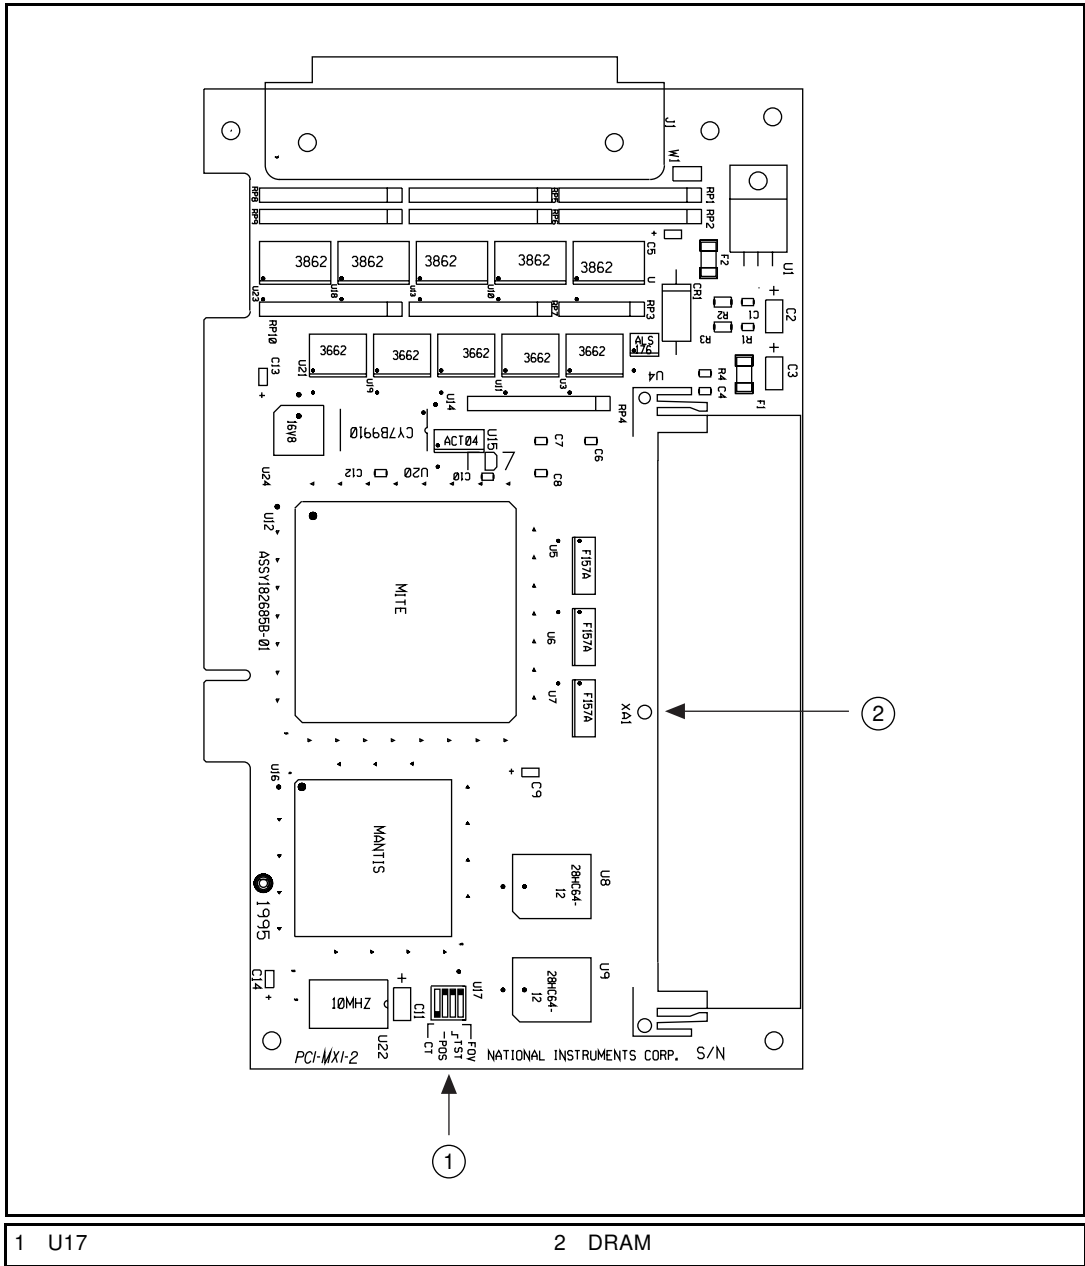 J1
W1
RP8
RP5
RP1
RP9
RP6
RP2
+
C5
F2
U1
3862
3862
3862
3862
3862
U
U23
U18
U13
U10
CR1
+
RP10
RP7
RP3
R2
C1
C2
R3
R1
+
C3
ALS
176
3662
3662
3662
3662
3662
C13
+
U21
U19
U14
U11
U3
U4
R4
C4
F1
RP4
16V8
CY7B9910
ACT04
U15
C7
C6
U24
C12
U20
C10
C8
U12
ASSY182685B-01
MITE
U5
F157A
U6
F157A
U7
F157A
XA1
2
U16
+
C9
MANTIS
1995
28HC64-
12
U8
28HC64-
12
U9
C14
+
10MHZ
+
C11
U17
U22
CT
POS
TST
FOV
PCI-MXI-2
NATIONAL INSTRUMENTS CORP.
S/N
1
1 U17
2 DRAM